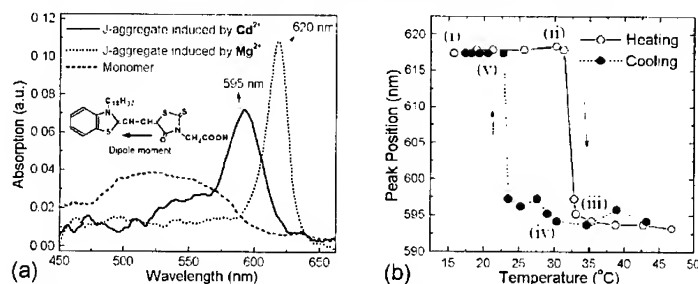 0.12
0.10
0.08
0.06
0.04
0.02
0.00
Absorption (a.u.)
J-aggregate induced by Cd2+
J-aggregate induced by Mg2+
Monomer
620 nm
595 nm
C18H37
N
S
CH-CH
S
S
N
O
CH2COOH
Dipole moment
450 500 550 600 650
Wavelength (nm)
(a)
625
620
615
610
605
600
595
590
Peak Position (nm)
(i)
(ii)
(v)
(iii)
(iv)
Heating
Cooling
10 15 20 25 30 35 40 45 50
Temperature (°C)
(b)